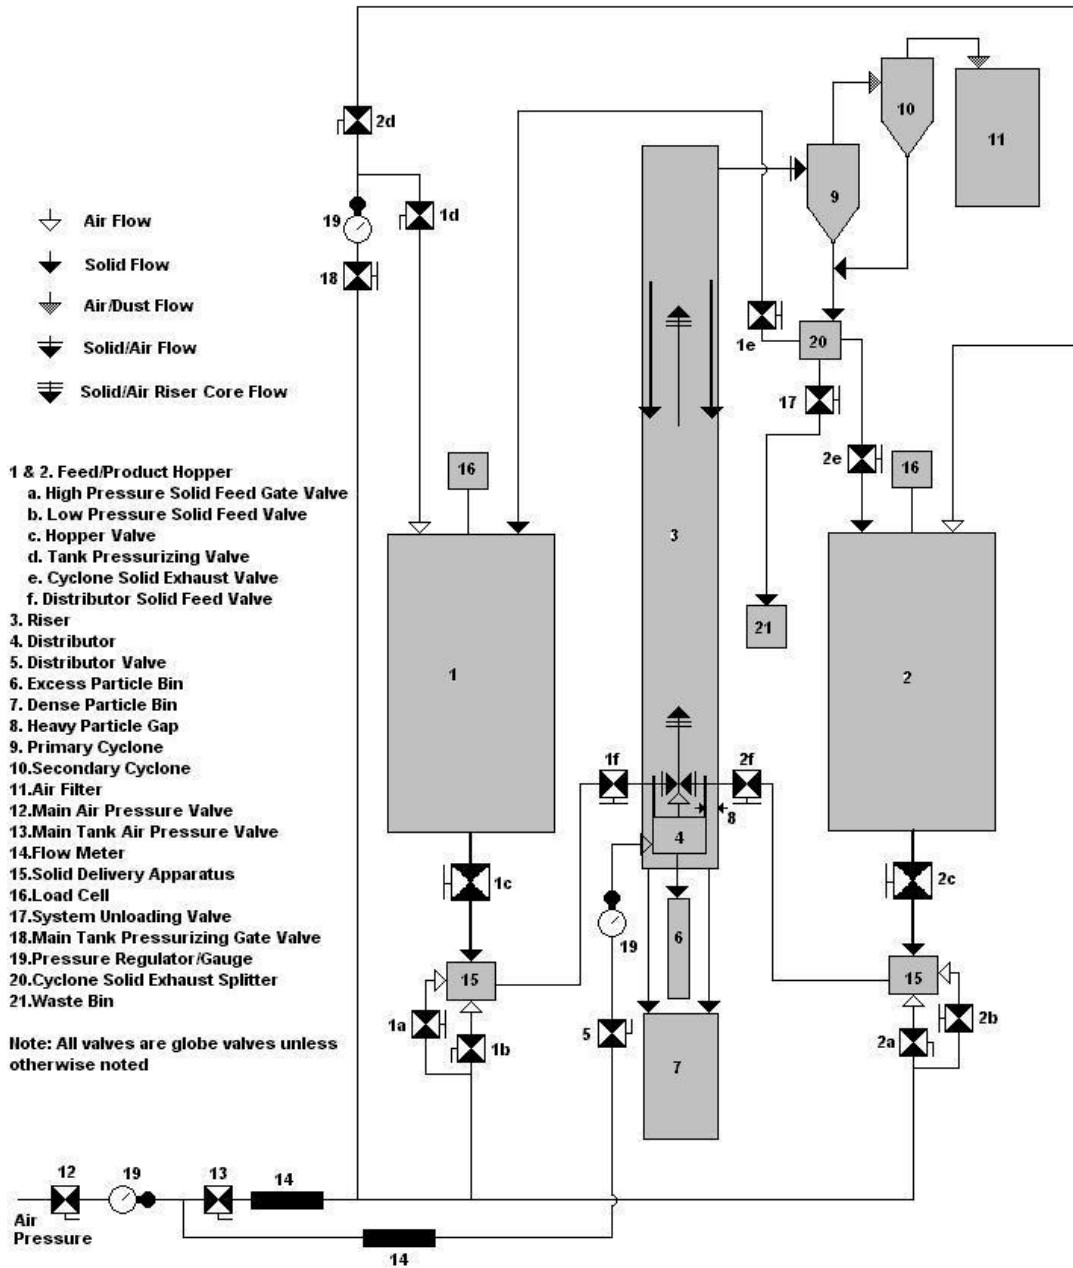 2d
10
11
19
1d
9
Air Flow
Solid Flow
18
Air/Dust Flow
Solid/Air Flow
1e
20
Solid/Air Riser Core Flow
17
2e
16
16
1 & 2. Feed/Product Hopper
a. High Pressure Solid Feed Gate Valve
b. Low Pressure Solid Feed Valve
c. Hopper Valve
d. Tank Pressurizing Valve
e. Cyclone Solid Exhaust Valve
f. Distributor Solid Feed Valve
3. Riser
4. Distributor
5. Distributor Valve
6. Excess Particle Bin
7. Dense Particle Bin
8. Heavy Particle Gap
9. Primary Cyclone
10.Secondary Cyclone
11.Air Filter
12.Main Air Pressure Valve
13.Main Tank Air Pressure Valve
14.Flow Meter
15.Solid Delivery Apparatus
16.Load Cell
17.System Unloading Valve
18.Main Tank Pressurizing Gate Valve
19.Pressure Regulator/Gauge
20.Cyclone Solid Exhaust Splitter
21.Waste Bin
Note: All valves are globe valves unless
otherwise noted
3
21
1
2
1f
2f
8
4
1c
2c
19
6
15
15
1a
1b
5
2b
2a
7
12
19
13
14
Air
Pressure
14